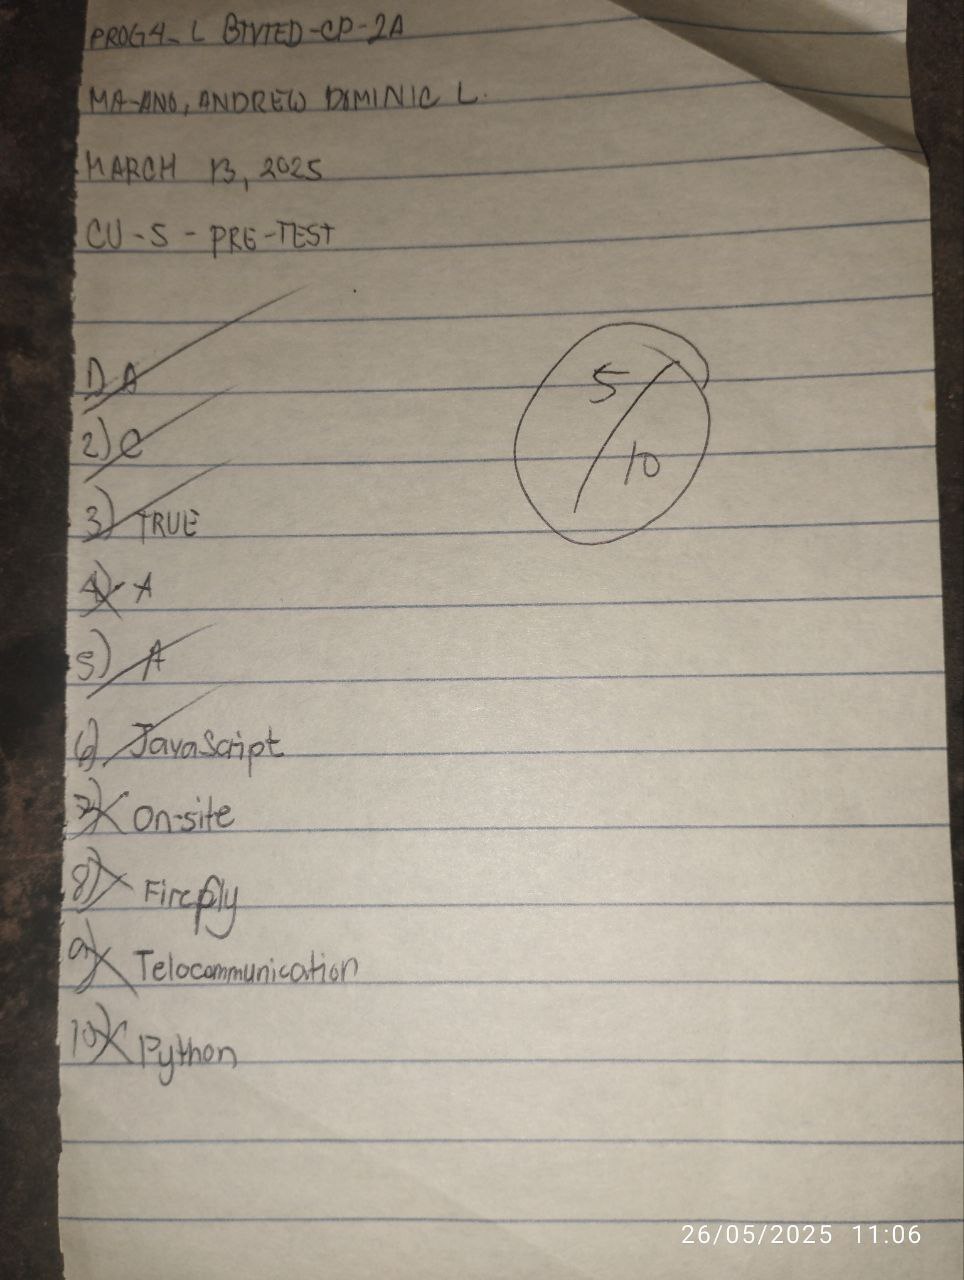 PROG4-L BTVTED-CP-2A
MA-ANO, ANDREW DOMINIC L.
MARCH 13, 2025
CU-5-PRE-TEST
1) A
2) C
3) TRUE
4) A
5) A
6) JavaScript
7) On-site
8) Firefly
9) Telocommunication
10) Python
5/10
26/05/2025 11:06